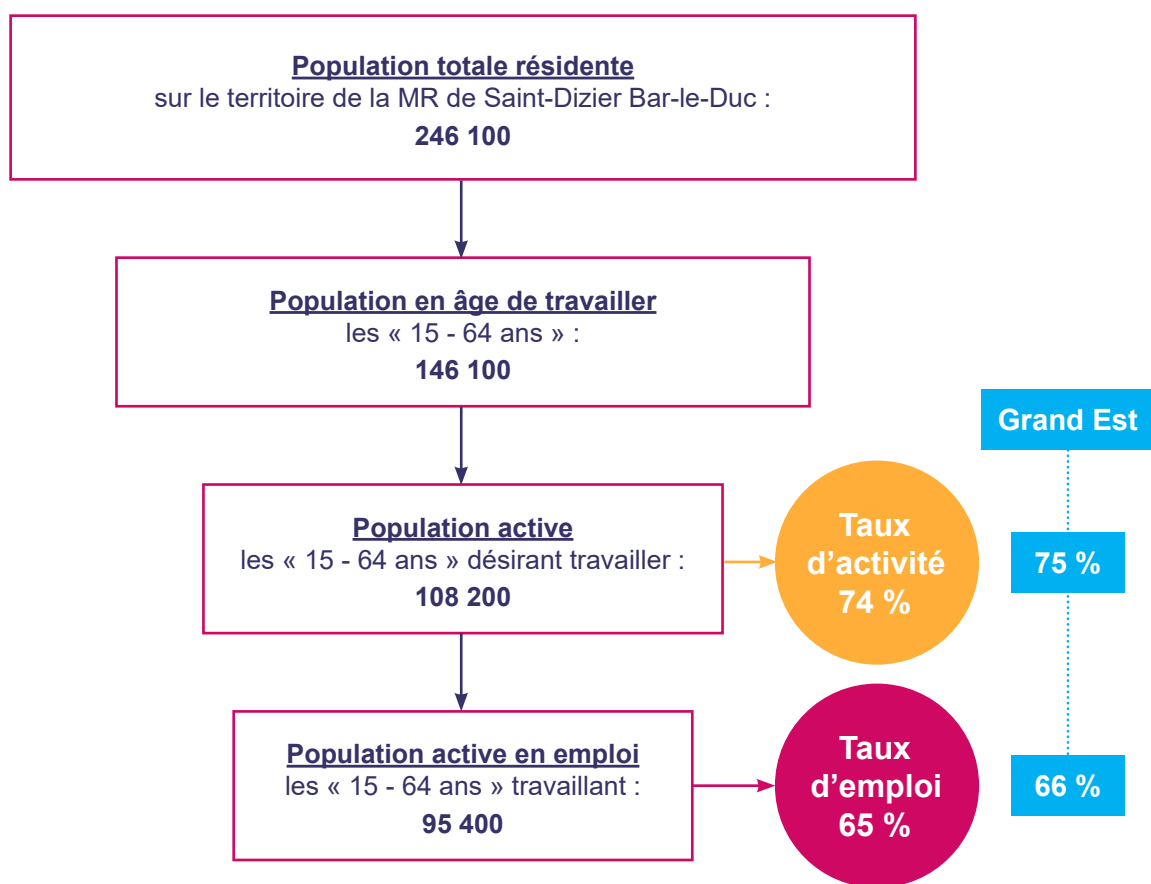 Population totale résidente
sur le territoire de la MR de Saint-Dizier Bar-le-Duc :
246 100
Population en âge de travailler
les « 15 - 64 ans » :
146 100
Grand Est
Population active
les « 15 - 64 ans » désirant travailler :
108 200
Taux
d’activité
74 %
75 %
Population active en emploi
les « 15 - 64 ans » travaillant :
95 400
Taux
d’emploi
65 %
66 %